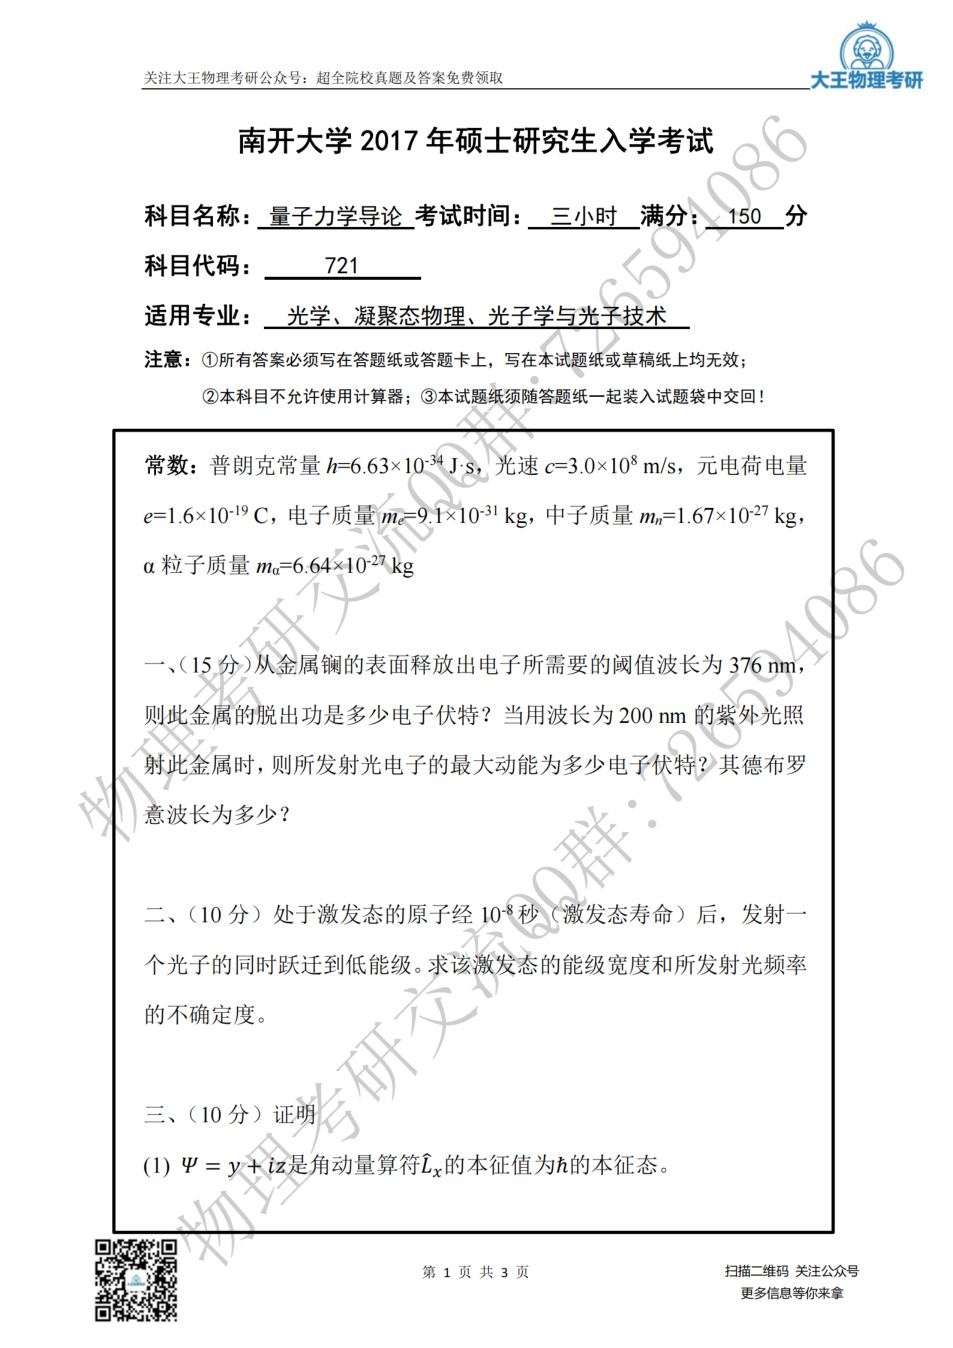 关注大王物理考研公众号：超全院校真题及答案免费领取
大王物理考研
南开大学 2017 年硕士研究生入学考试
科目名称： 量子力学导论 考试时间： 三小时 满分： 150 分
科目代码： 721
适用专业： 光学、凝聚态物理、光子学与光子技术
注意：①所有答案必须写在答题纸或答题卡上，写在本试题纸或草稿纸上均无效；
②本科目不允许使用计算器；③本试题纸须随答题纸一起装入试题袋中交回！
常数：普朗克常量 h=6.63×10⁻³⁴ J·s，光速 c=3.0×10⁸ m/s，元电荷电量
e=1.6×10⁻¹⁹ C，电子质量 mₑ=9.1×10⁻³¹ kg，中子质量 mₙ=1.67×10⁻²⁷ kg，
α 粒子质量 mα=6.64×10⁻²⁷ kg
一、（15 分）从金属镧的表面释放出电子所需要的阈值波长为 376 nm，
则此金属的脱出功是多少电子伏特？当用波长为 200 nm 的紫外光照
射此金属时，则所发射光电子的最大动能为多少电子伏特？其德布罗
意波长为多少？
二、（10 分）处于激发态的原子经 10⁻⁸ 秒（激发态寿命）后，发射一
个光子的同时跃迁到低能级。求该激发态的能级宽度和所发射光频率
的不确定度。
三、（10 分）证明
(1) Ψ = y + iz是角动量算符L̂ₓ的本征值为ħ的本征态。
物理考研交流QQ群：726594086
物理考研交流QQ群：726594086
第 1 页 共 3 页
扫描二维码 关注公众号
更多信息等你来拿